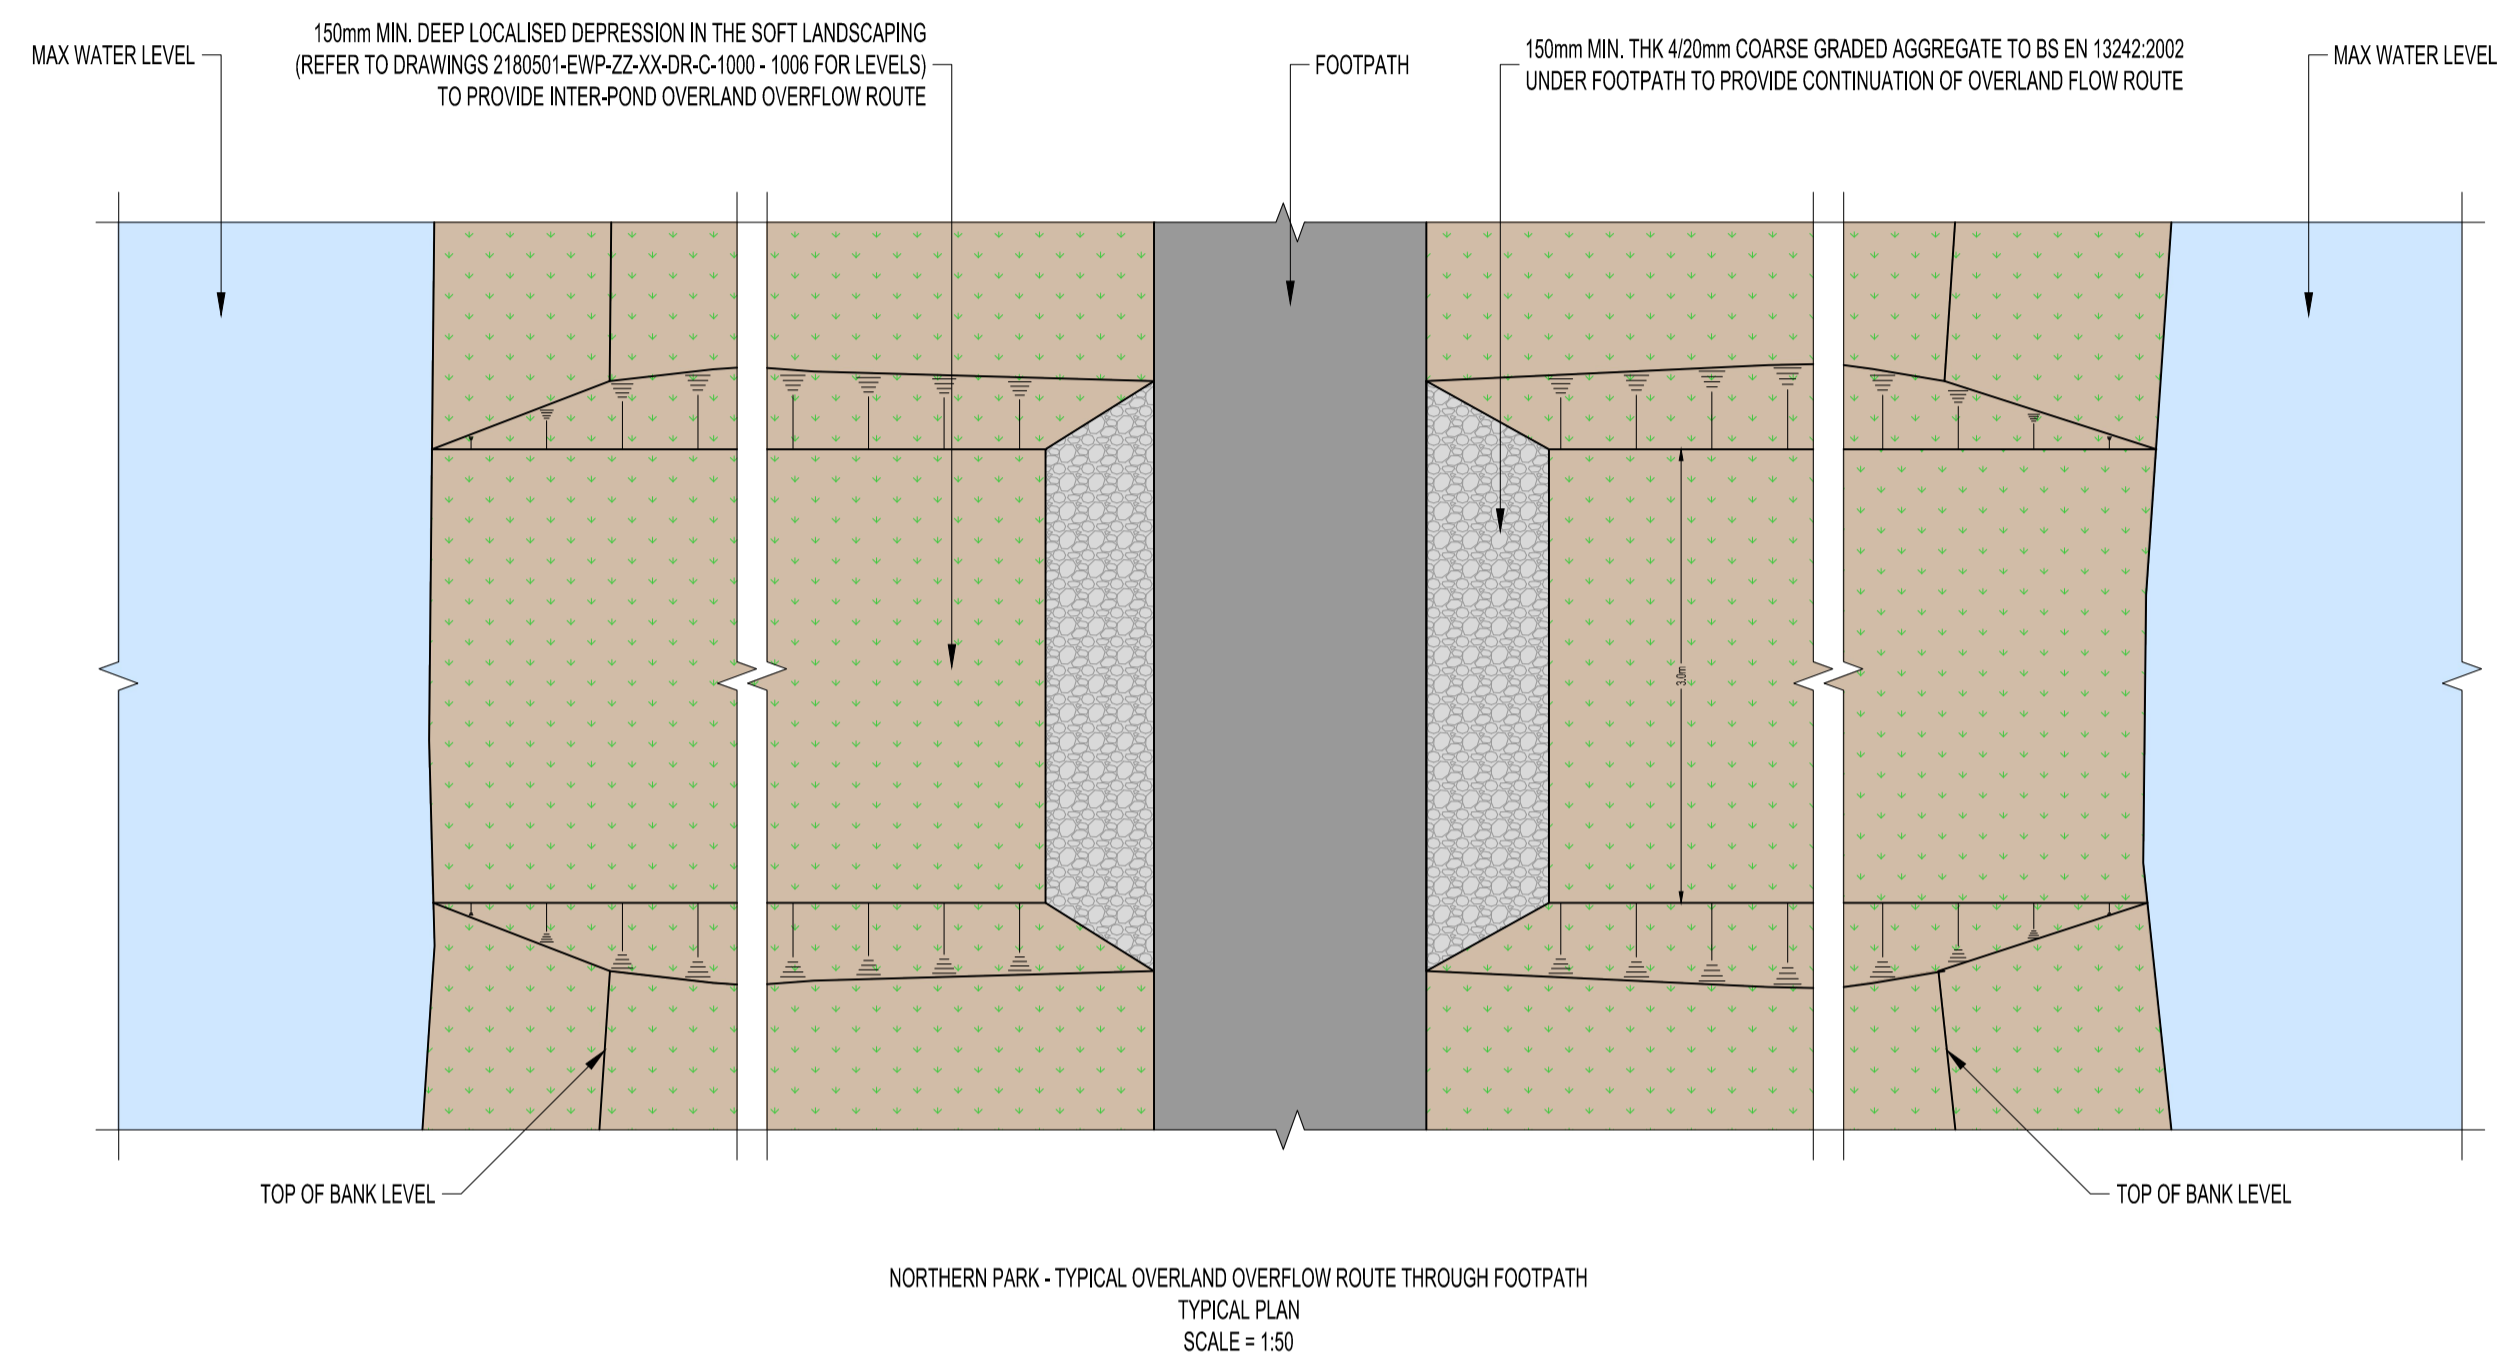 MAX WATER LEVEL
150mm MIN. DEEP LOCALISED DEPRESSION IN THE SOFT LANDSCAPING
(REFER TO DRAWINGS 2180501-EWP-ZZ-XX-DR-C-1000 - 1006 FOR LEVELS)
TO PROVIDE INTER-POND OVERLAND OVERFLOW ROUTE
FOOTPATH
150mm MIN. THK 4/20mm COARSE GRADED AGGREGATE TO BS EN 13242:2002
UNDER FOOTPATH TO PROVIDE CONTINUATION OF OVERLAND FLOW ROUTE
MAX WATER LEVEL
3.0m
TOP OF BANK LEVEL
TOP OF BANK LEVEL
NORTHERN PARK - TYPICAL OVERLAND OVERFLOW ROUTE THROUGH FOOTPATH
TYPICAL PLAN
SCALE = 1:50